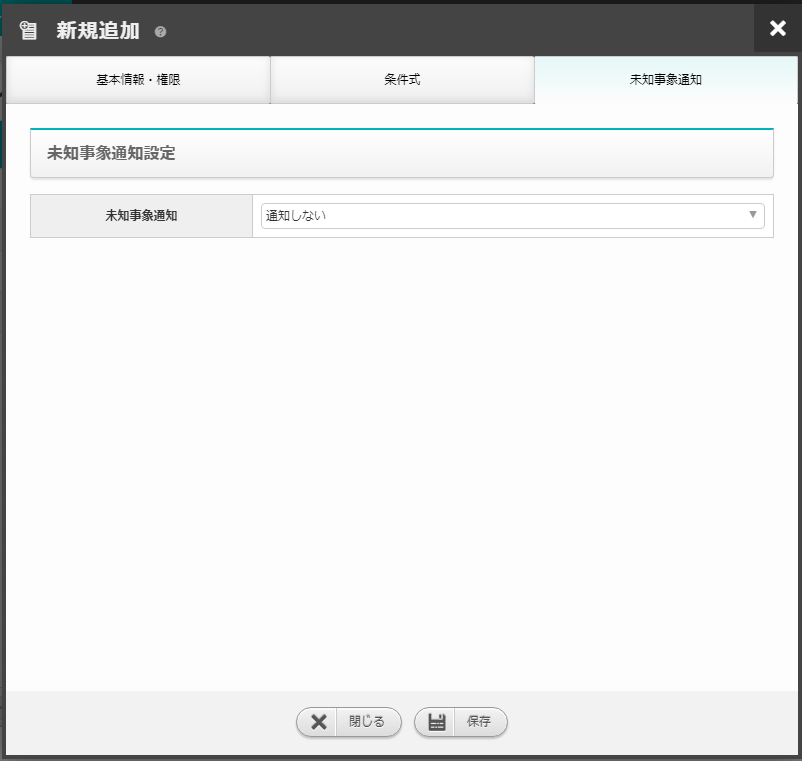 新規追加
基本情報・権限
条件式
未知事象通知
未知事象通知設定
未知事象通知
通知しない
閉じる
保存